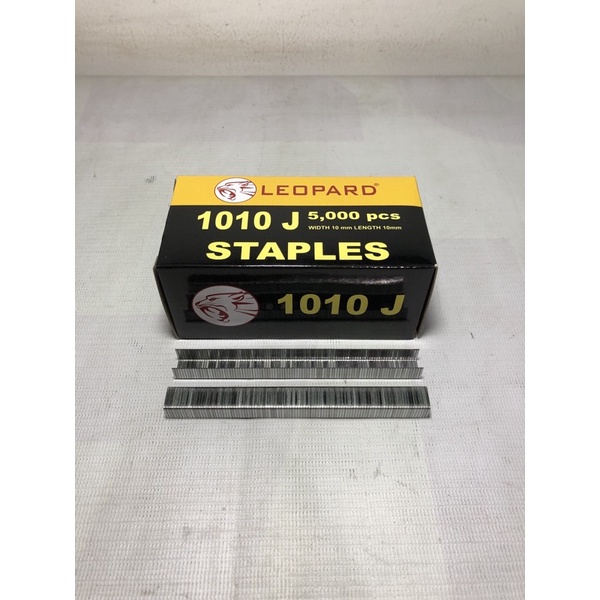 LEOPARD®
1010 J 5,000 pcs
WIDTH 10 mm LENGTH 10mm
STAPLES
1010 J